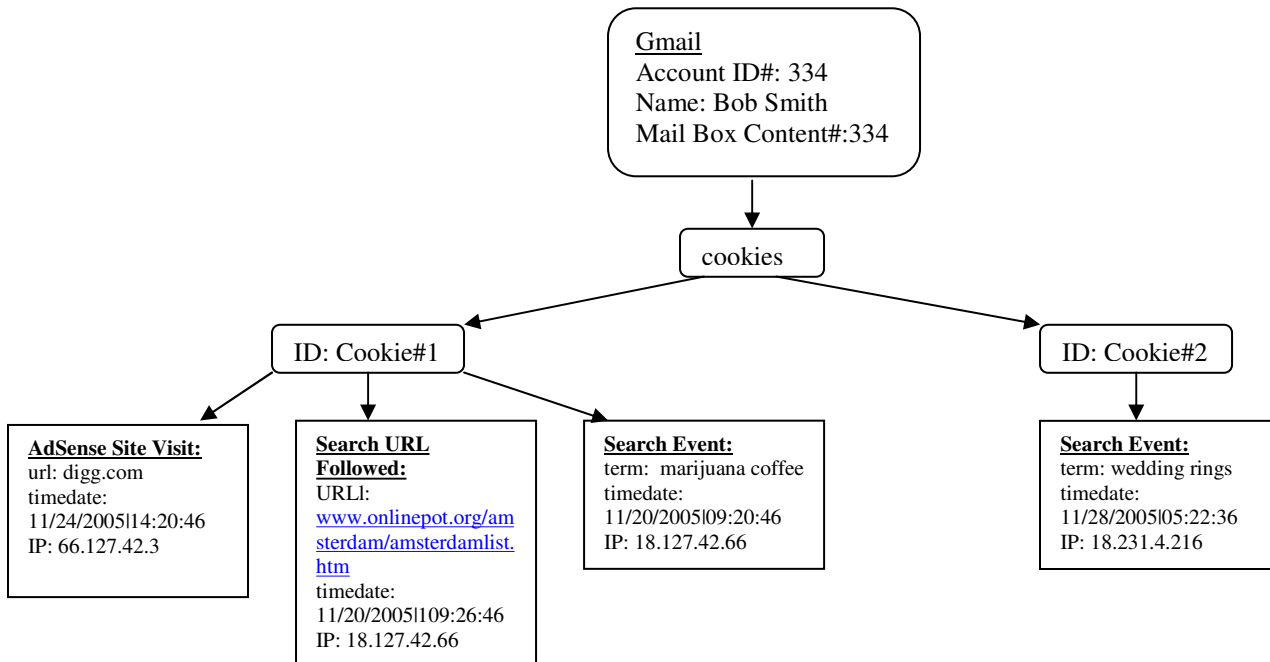 Gmail
Account ID#: 334
Name: Bob Smith
Mail Box Content#:334
cookies
ID: Cookie#1
ID: Cookie#2
AdSense Site Visit:
url: digg.com
timedate:
11/24/2005|14:20:46
IP: 66.127.42.3
Search URL
Followed:
URLl:
www.onlinepot.org/am
sterdam/amsterdamlist.
htm
timedate:
11/20/2005|109:26:46
IP: 18.127.42.66
Search Event:
term: marijuana coffee
timedate:
11/20/2005|09:20:46
IP: 18.127.42.66
Search Event:
term: wedding rings
timedate:
11/28/2005|05:22:36
IP: 18.231.4.216